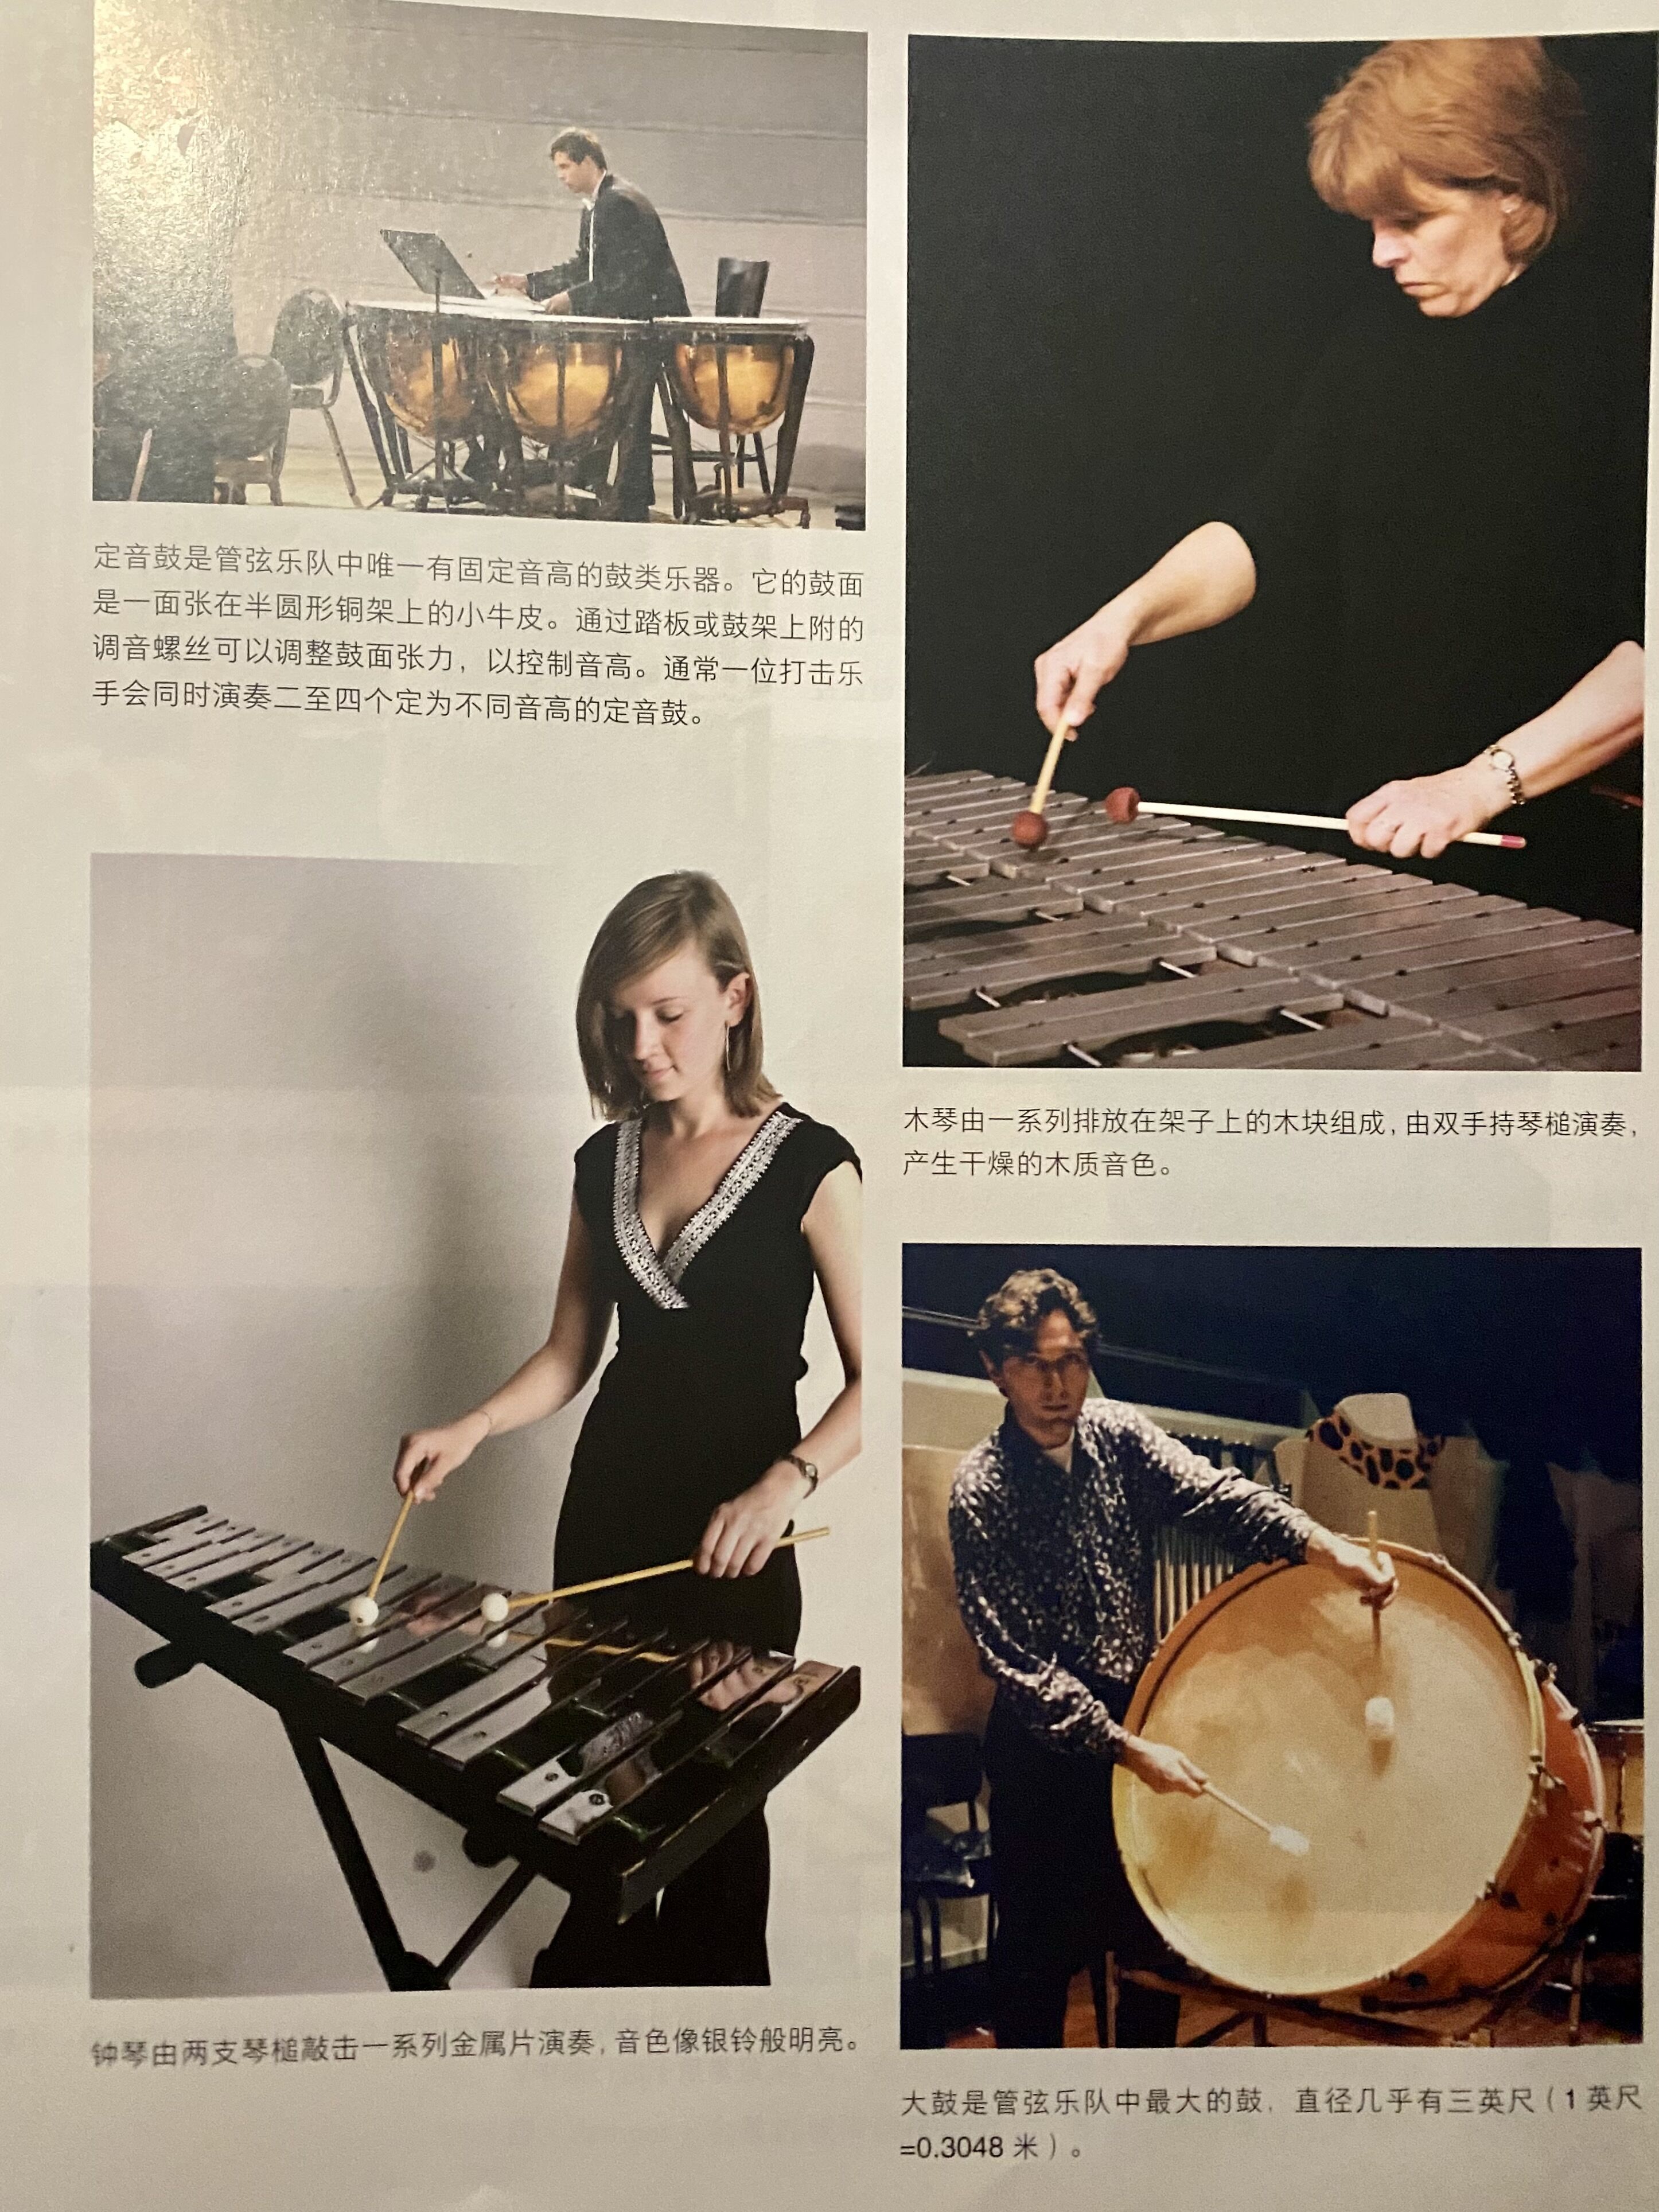 定音鼓是管弦乐队中唯一有固定音高的鼓类乐器。它的鼓面
是一面张在半圆形铜架上的小牛皮。通过踏板或鼓架上附的
调音螺丝可以调整鼓面张力，以控制音高。通常一位打击乐
手会同时演奏二至四个定为不同音高的定音鼓。
木琴由一系列排放在架子上的木块组成，由双手持琴槌演奏，
产生干燥的木质音色。
钟琴由两支琴槌敲击一系列金属片演奏，音色像银铃般明亮。
大鼓是管弦乐队中最大的鼓，直径几乎有三英尺（1 英尺
=0.3048 米）。